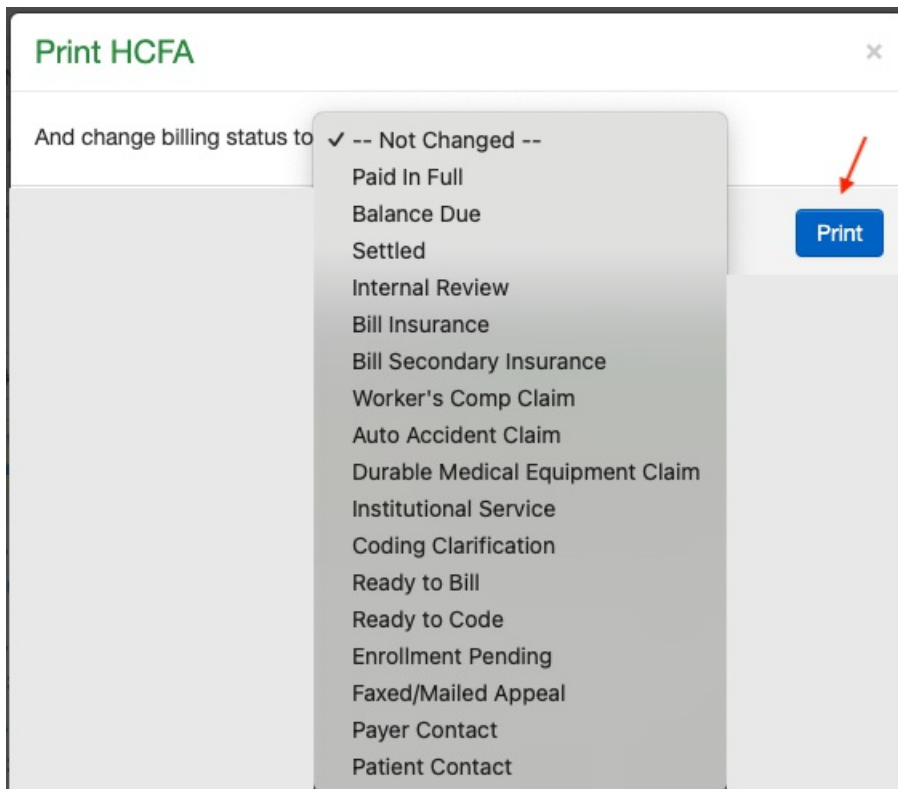 Print HCFA ×
And change billing status to ✓ -- Not Changed --
Paid In Full
Balance Due
Settled
Print
Internal Review
Bill Insurance
Bill Secondary Insurance
Worker's Comp Claim
Auto Accident Claim
Durable Medical Equipment Claim
Institutional Service
Coding Clarification
Ready to Bill
Ready to Code
Enrollment Pending
Faxed/Mailed Appeal
Payer Contact
Patient Contact